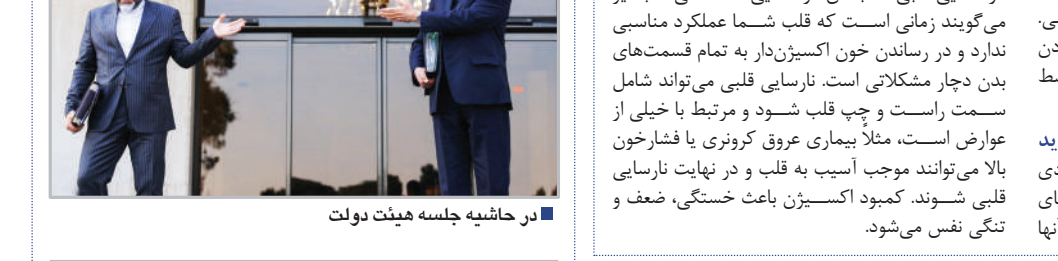 می‌گویند زمانی است که قلب شما عملکرد مناسبی
ندارد و در رساندن خون اکسیژن‌دار به تمام قسمت‌های
بدن دچار مشکلاتی است. نارسایی قلبی می‌تواند شامل
سمت راست و چپ قلب شود و مرتبط با خیلی از
عوارض است، مثلاً بیماری عروق کرونری یا فشارخون
بالا می‌توانند موجب آسیب به قلب و در نهایت نارسایی
قلبی شوند. کمبود اکسیژن باعث خستگی، ضعف و
تنگی نفس می‌شود.
در حاشیه جلسه هیئت دولت